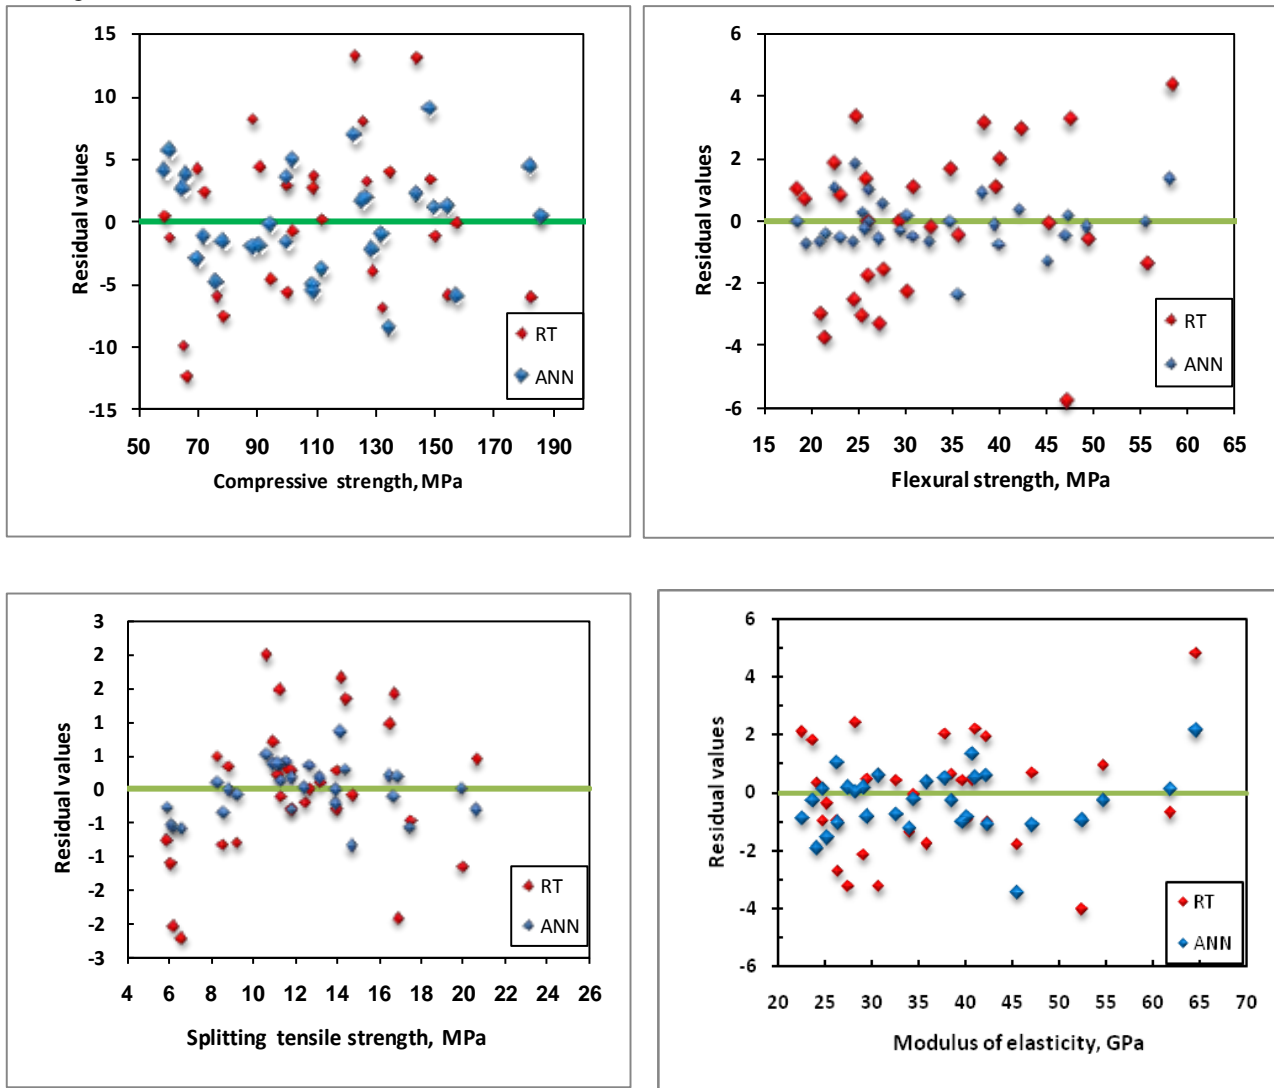 15
10
5
0
-5
-10
-15
Residual values
RT
ANN
50 70 90 110 130 150 170 190
Compressive strength, MPa
6
4
2
0
-2
-4
-6
Residual values
RT
ANN
15 20 25 30 35 40 45 50 55 60 65
Flexural strength, MPa
3
2
2
1
1
0
-1
-1
-2
-2
-3
Residual values
RT
ANN
4 6 8 10 12 14 16 18 20 22 24 26
Splitting tensile strength, MPa
6
4
2
0
-2
-4
-6
Residual values
RT
ANN
20 25 30 35 40 45 50 55 60 65 70
Modulus of elasticity, GPa